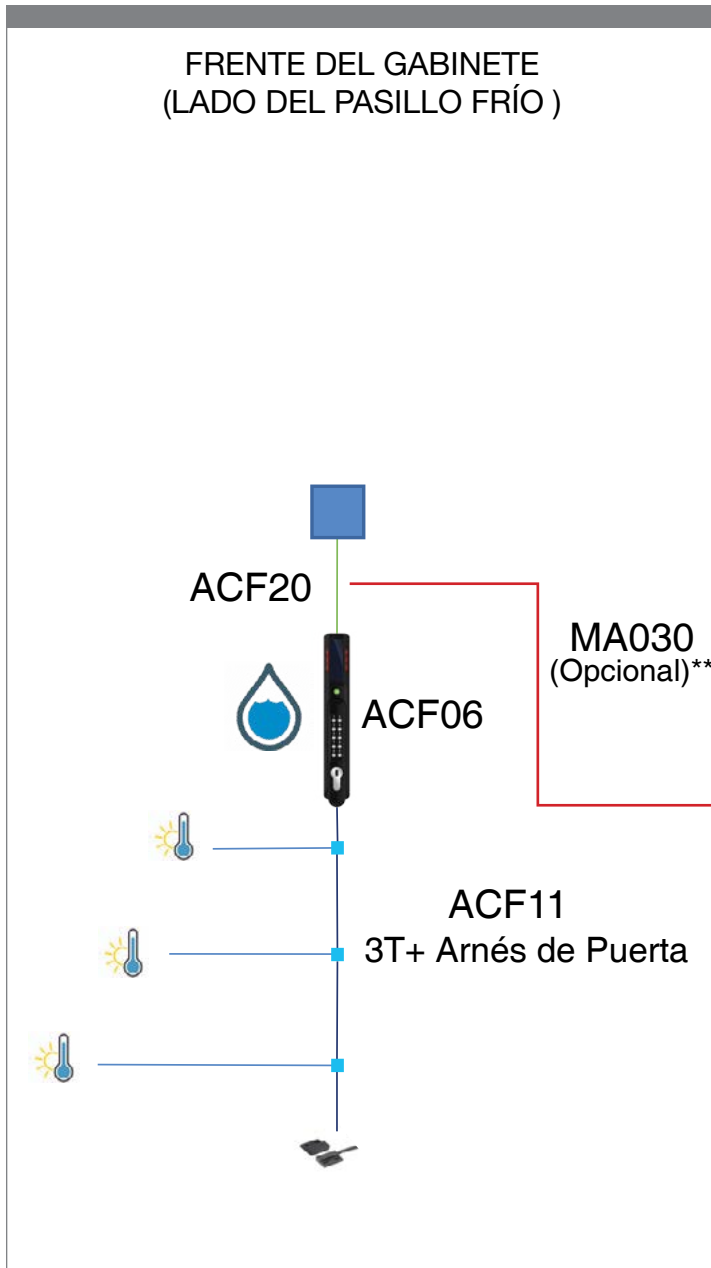 FRENTE DEL GABINETE
(LADO DEL PASILLO FRÍO )
ACF20
MA030
(Opcional)**
ACF06
ACF11
3T+ Arnés de Puerta